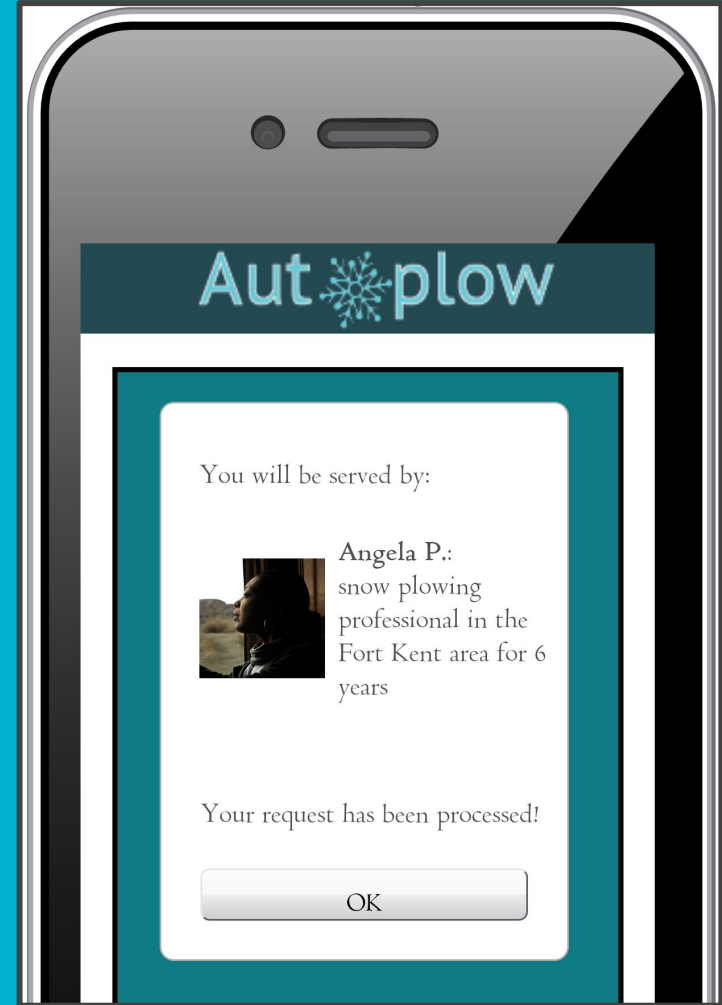 Aut plow
You will be served by:
Angela P.:
snow plowing
professional in the
Fort Kent area for 6
years
Your request has been processed!
OK